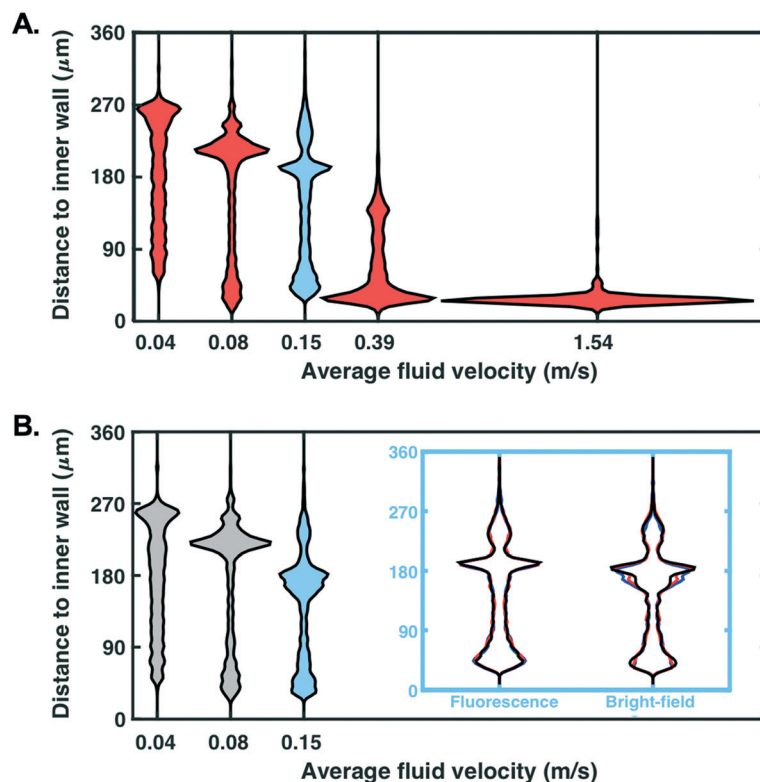 A.
360
270
180
90
0
Distance to inner wall (μm)
0.04 0.08 0.15 0.39 1.54
Average fluid velocity (m/s)
B.
360
270
180
90
0
Distance to inner wall (μm)
360
270
180
90
0
Fluorescence Bright-field
0.04 0.08 0.15
Average fluid velocity (m/s)